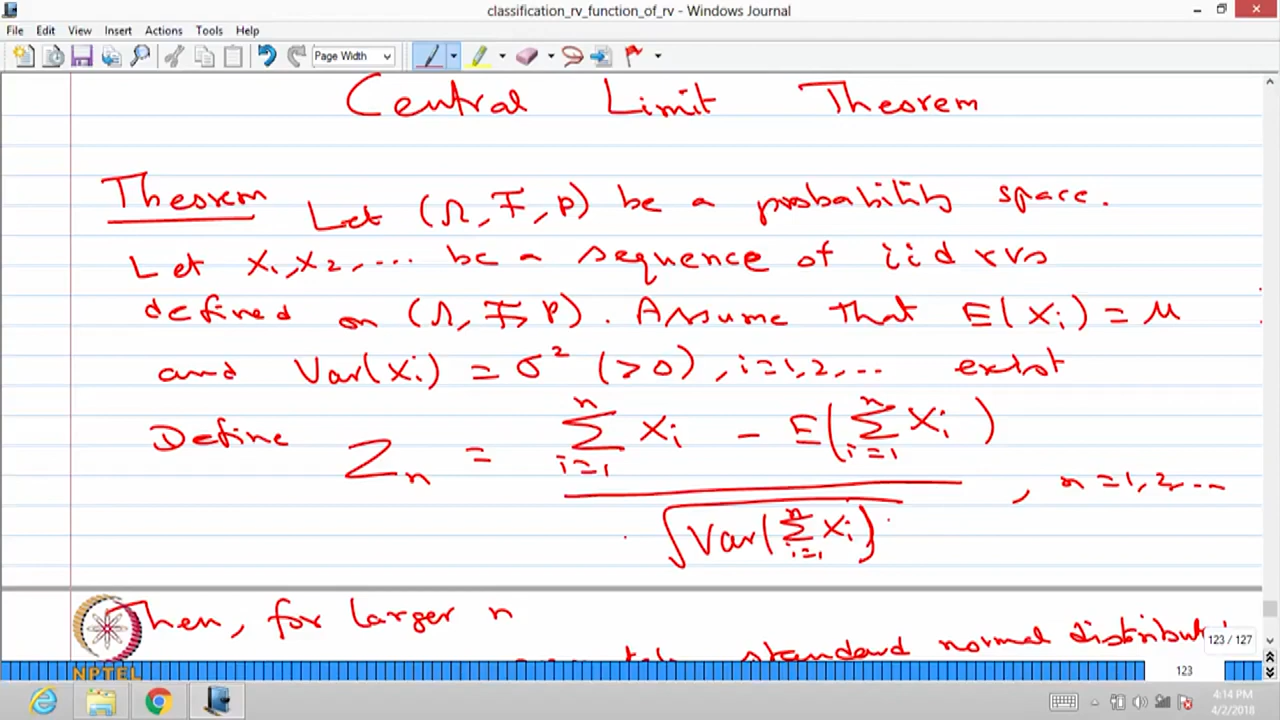 classification_rv_function_of_rv - Windows Journal
File Edit View Insert Actions Tools Help
Page Width
Central Limit Theorem
Theorem Let (Ω, F, P) be a probability space.
Let X₁, X₂, ... be a sequence of iid rvs
defined on (Ω, F, P). Assume that E(Xᵢ) = μ
and Var(Xᵢ) = σ² (>0), i=1,2,... exist
Define Zₙ = (∑ᵢ₌₁ⁿ Xᵢ − E(∑ᵢ₌₁ⁿ Xᵢ)) / √Var(∑ᵢ₌₁ⁿ Xᵢ), n=1,2,...
Then, for larger n
standard normal distribut
123 / 127
NPTEL
123
4:14 PM
4/2/2018